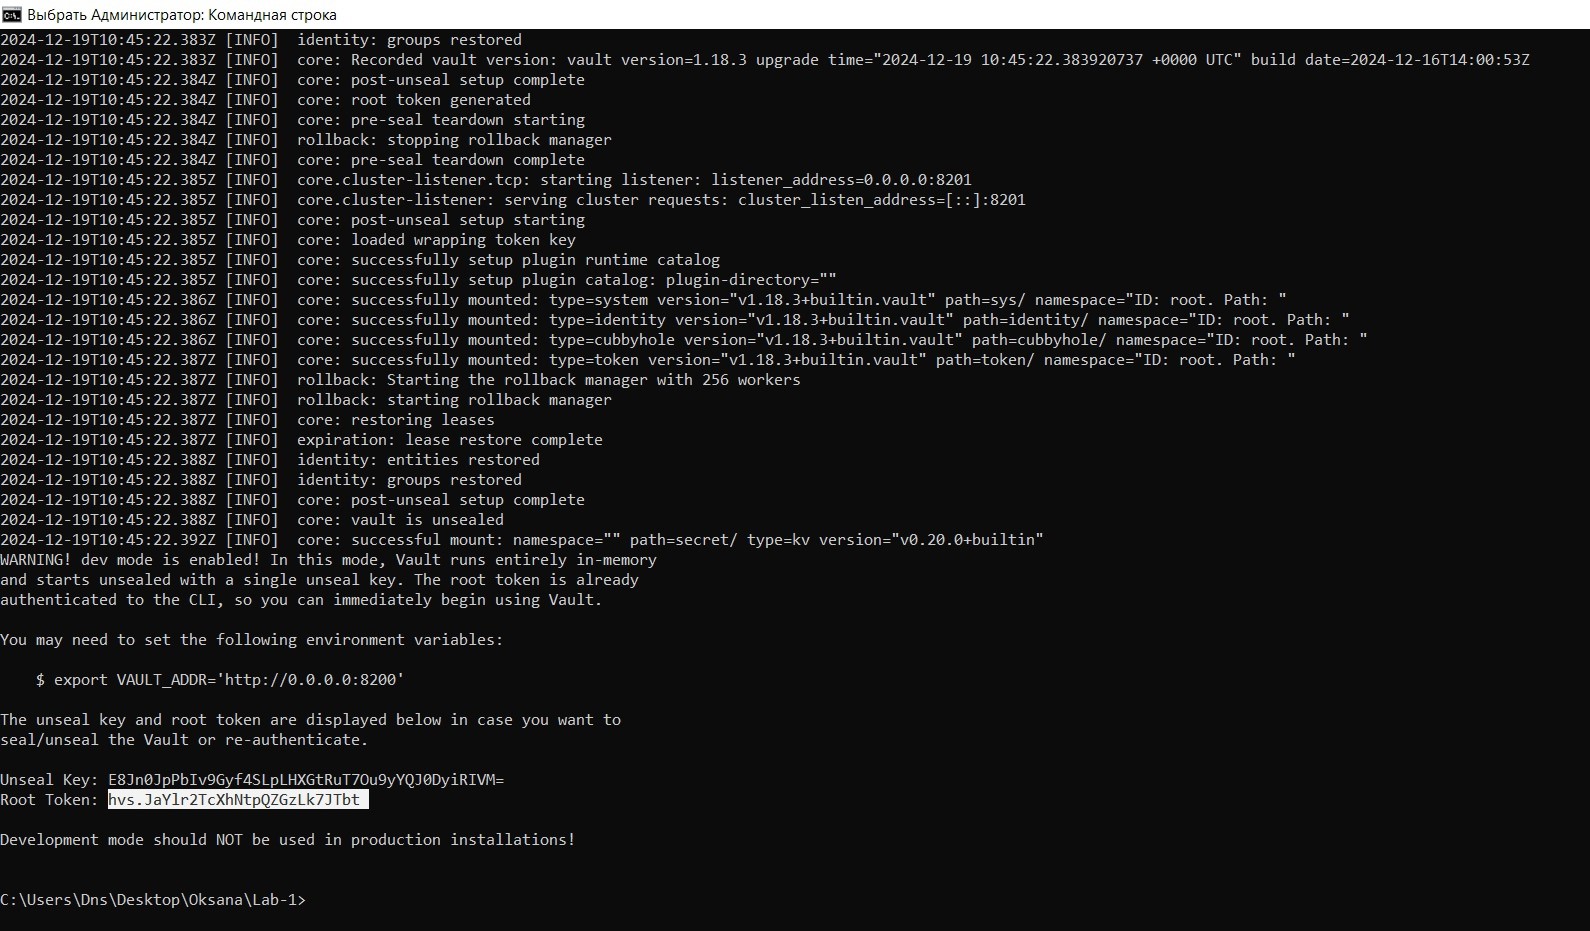 Выбрать Администратор: Командная строка
2024-12-19T10:45:22.383Z [INFO]  identity: groups restored
2024-12-19T10:45:22.383Z [INFO]  core: Recorded vault version: vault version=1.18.3 upgrade time="2024-12-19 10:45:22.383920737 +0000 UTC" build date=2024-12-16T14:00:53Z
2024-12-19T10:45:22.384Z [INFO]  core: post-unseal setup complete
2024-12-19T10:45:22.384Z [INFO]  core: root token generated
2024-12-19T10:45:22.384Z [INFO]  core: pre-seal teardown starting
2024-12-19T10:45:22.384Z [INFO]  rollback: stopping rollback manager
2024-12-19T10:45:22.384Z [INFO]  core: pre-seal teardown complete
2024-12-19T10:45:22.385Z [INFO]  core.cluster-listener.tcp: starting listener: listener_address=0.0.0.0:8201
2024-12-19T10:45:22.385Z [INFO]  core.cluster-listener: serving cluster requests: cluster_listen_address=[::]:8201
2024-12-19T10:45:22.385Z [INFO]  core: post-unseal setup starting
2024-12-19T10:45:22.385Z [INFO]  core: loaded wrapping token key
2024-12-19T10:45:22.385Z [INFO]  core: successfully setup plugin runtime catalog
2024-12-19T10:45:22.385Z [INFO]  core: successfully setup plugin catalog: plugin-directory=""
2024-12-19T10:45:22.386Z [INFO]  core: successfully mounted: type=system version="v1.18.3+builtin.vault" path=sys/ namespace="ID: root. Path: "
2024-12-19T10:45:22.386Z [INFO]  core: successfully mounted: type=identity version="v1.18.3+builtin.vault" path=identity/ namespace="ID: root. Path: "
2024-12-19T10:45:22.386Z [INFO]  core: successfully mounted: type=cubbyhole version="v1.18.3+builtin.vault" path=cubbyhole/ namespace="ID: root. Path: "
2024-12-19T10:45:22.387Z [INFO]  core: successfully mounted: type=token version="v1.18.3+builtin.vault" path=token/ namespace="ID: root. Path: "
2024-12-19T10:45:22.387Z [INFO]  rollback: Starting the rollback manager with 256 workers
2024-12-19T10:45:22.387Z [INFO]  rollback: starting rollback manager
2024-12-19T10:45:22.387Z [INFO]  core: restoring leases
2024-12-19T10:45:22.387Z [INFO]  expiration: lease restore complete
2024-12-19T10:45:22.388Z [INFO]  identity: entities restored
2024-12-19T10:45:22.388Z [INFO]  identity: groups restored
2024-12-19T10:45:22.388Z [INFO]  core: post-unseal setup complete
2024-12-19T10:45:22.388Z [INFO]  core: vault is unsealed
2024-12-19T10:45:22.392Z [INFO]  core: successful mount: namespace="" path=secret/ type=kv version="v0.20.0+builtin"
WARNING! dev mode is enabled! In this mode, Vault runs entirely in-memory
and starts unsealed with a single unseal key. The root token is already
authenticated to the CLI, so you can immediately begin using Vault.
You may need to set the following environment variables:
$ export VAULT_ADDR='http://0.0.0.0:8200'
The unseal key and root token are displayed below in case you want to
seal/unseal the Vault or re-authenticate.
Unseal Key: E8Jn0JpPbIv9Gyf4SLpLHXGtRuT7Ou9yYQJ0DyiRIVM=
Root Token: hvs.JaYlr2TcXhNtpQZGzLk7JTbt
Development mode should NOT be used in production installations!
C:\Users\Dns\Desktop\Oksana\Lab-1>